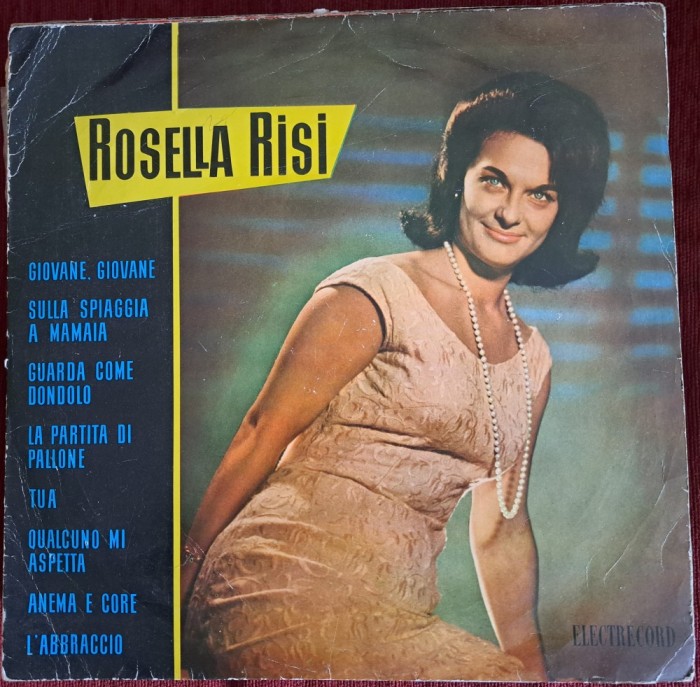 ROSELLA RISI
GIOVANE. GIOVANE
SULLA SPIAGGIA
A MAMAIA
GUARDA COME
DONDOLO
LA PARTITA DI
PALLONE
TUA
QUALCUNO MI
ASPETTA
ANEMA E CORE
L'ABBRACCIO
ELECTRECORD